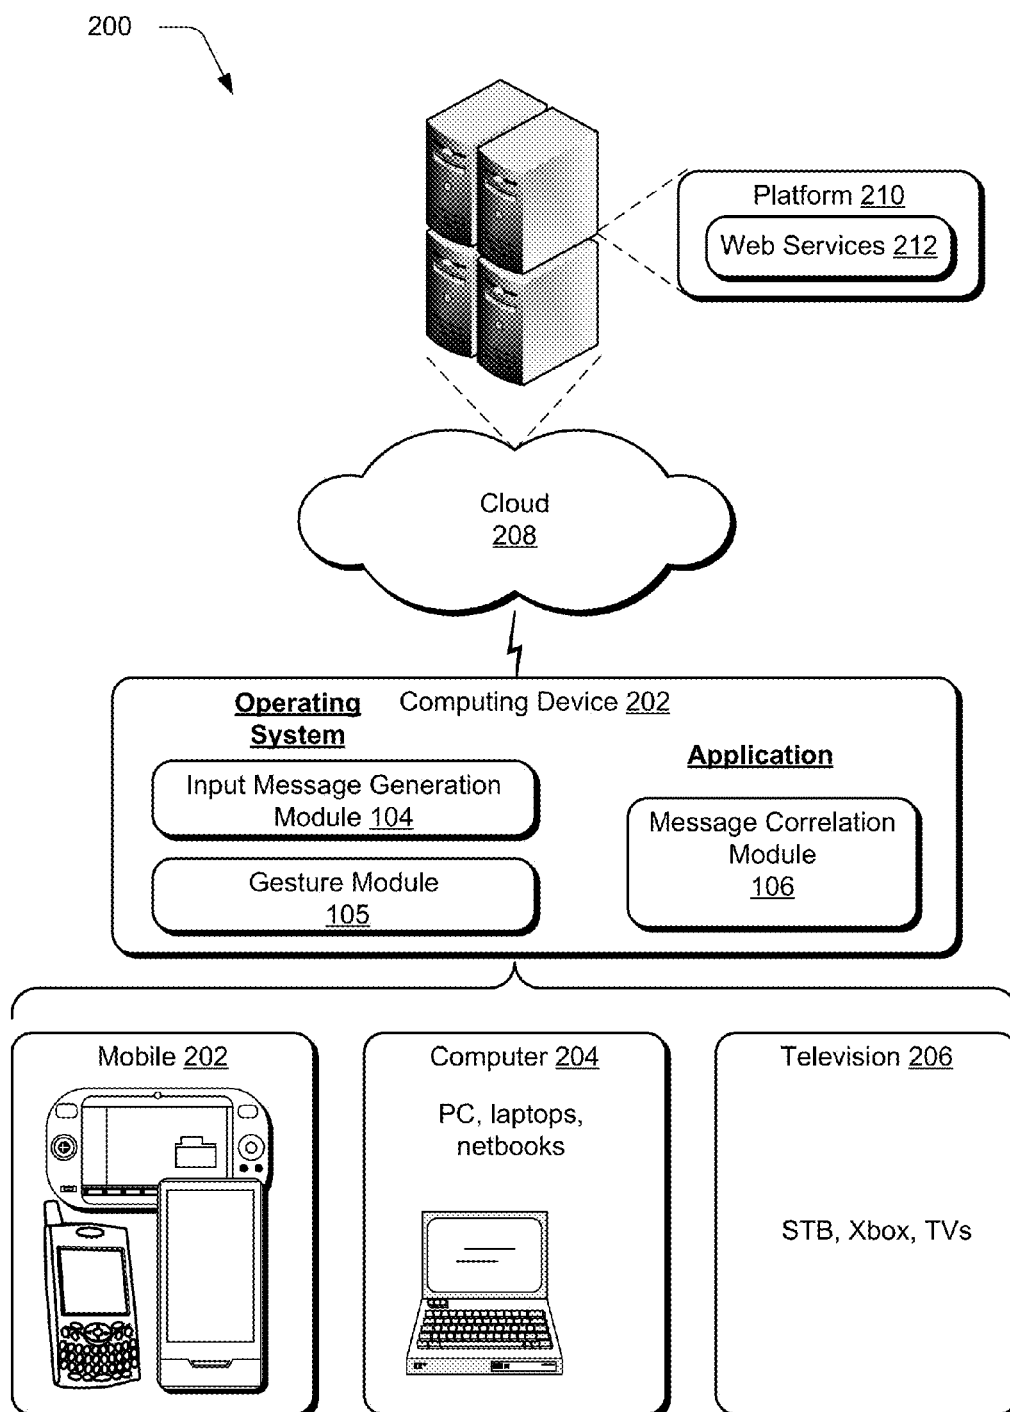 200
Platform 210
Web Services 212
Cloud
208
Operating
System
Computing Device 202
Application
Input Message Generation
Module 104
Gesture Module
105
Message Correlation
Module
106
Mobile 202
Computer 204
PC, laptops,
netbooks
Television 206
STB, Xbox, TVs